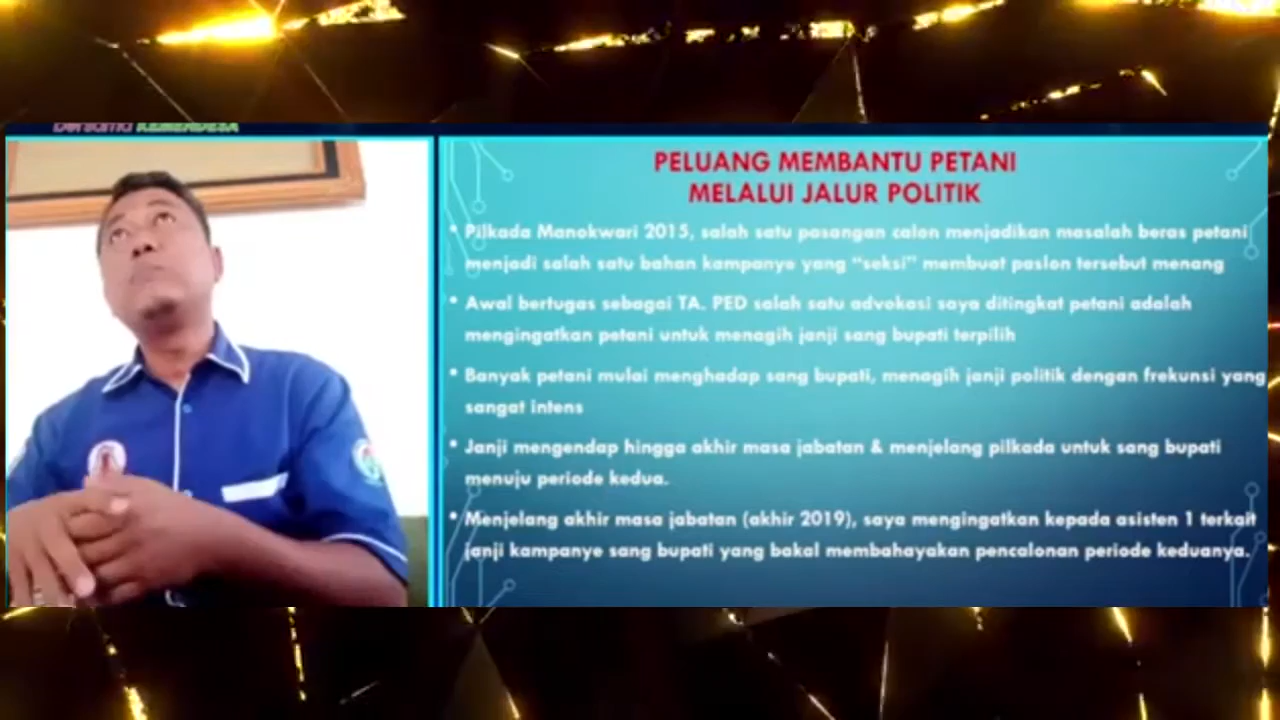 bersama KEMENDESA
PELUANG MEMBANTU PETANI
MELALUI JALUR POLITIK
• Pilkada Manokwari 2015, salah satu pasangan calon menjadikan masalah beras petani
menjadi salah satu bahan kampanye yang “seksi” membuat paslon tersebut menang
• Awal bertugas sebagai TA. PED salah satu advokasi saya ditingkat petani adalah
mengingatkan petani untuk menagih janji sang bupati terpilih
• Banyak petani mulai menghadap sang bupati, menagih janji politik dengan frekunsi yang
sangat intens
• Janji mengendap hingga akhir masa jabatan & menjelang pilkada untuk sang bupati
menuju periode kedua.
• Menjelang akhir masa jabatan (akhir 2019), saya mengingatkan kepada asisten 1 terkait
janji kampanye sang bupati yang bakal membahayakan pencalonan periode keduanya.